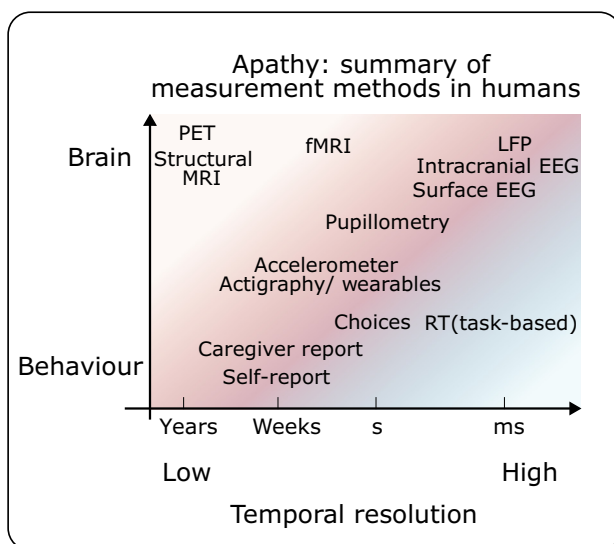 Apathy: summary of
measurement methods in humans
Brain
PET
Structural
MRI
fMRI
LFP
Intracranial EEG
Surface EEG
Pupillometry
Accelerometer
Actigraphy/ wearables
Choices
RT(task-based)
Behaviour
Caregiver report
Self-report
Years
Weeks
s
ms
Low
High
Temporal resolution